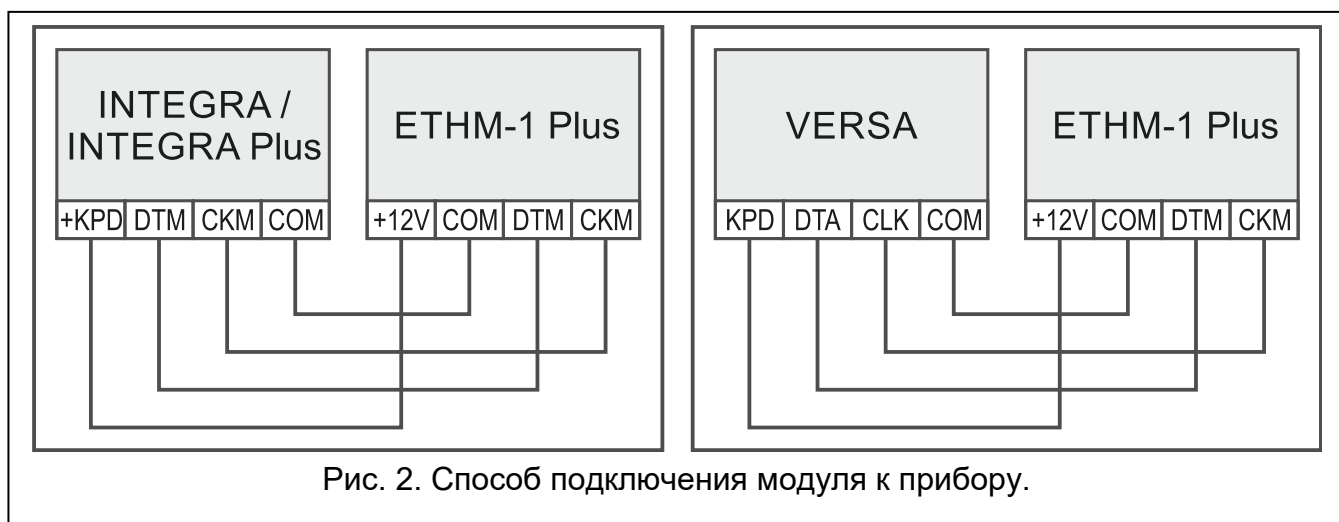 INTEGRA /
INTEGRA Plus
+KPD DTM CKM COM
ETHM-1 Plus
+12V COM DTM CKM
VERSA
KPD DTA CLK COM
ETHM-1 Plus
+12V COM DTM CKM
Рис. 2. Способ подключения модуля к прибору.